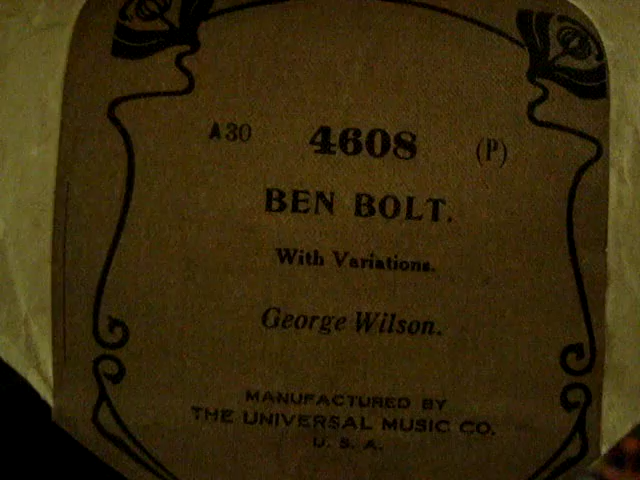 A30 4608 (P)
BEN BOLT.
With Variations.
George Wilson.
MANUFACTURED BY
THE UNIVERSAL MUSIC CO.
U. S. A.